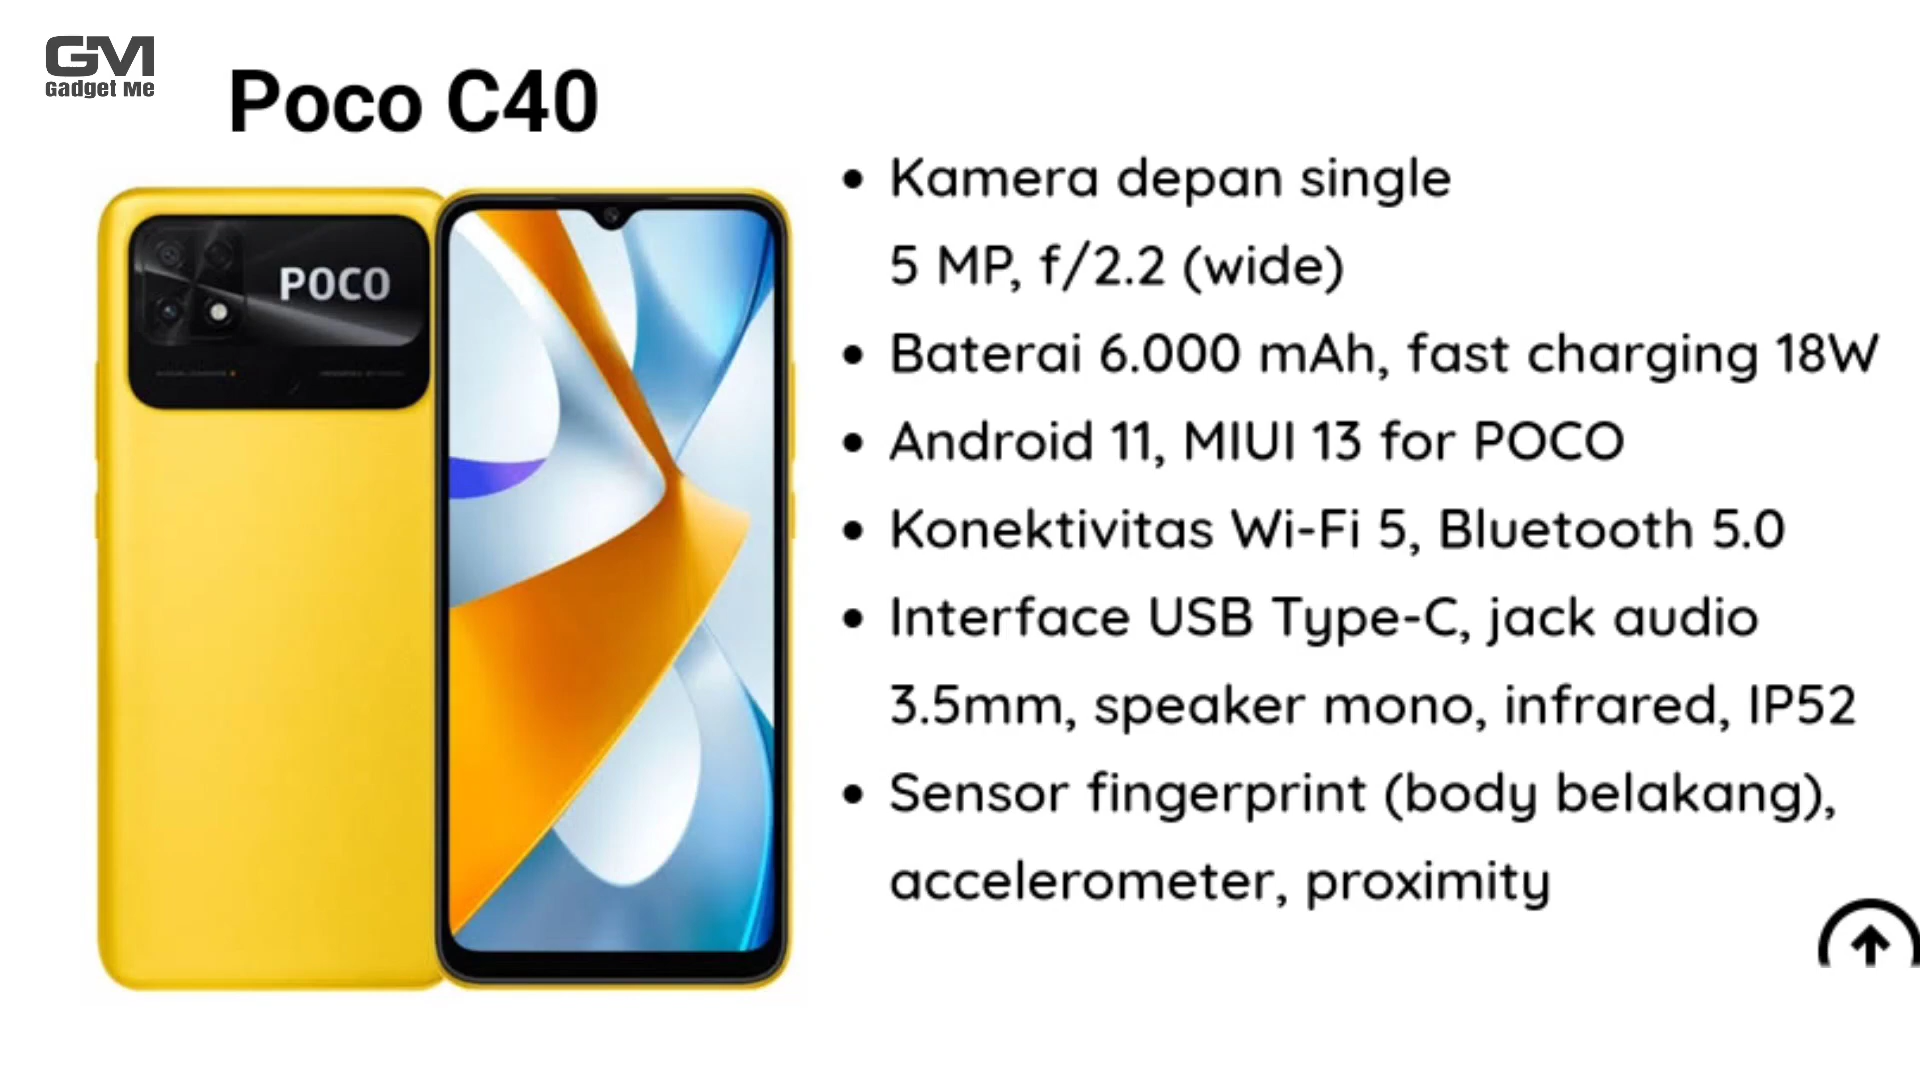 GM
Gadget Me
Poco C40
POCO
• Kamera depan single
5 MP, f/2.2 (wide)
• Baterai 6.000 mAh, fast charging 18W
• Android 11, MIUI 13 for POCO
• Konektivitas Wi-Fi 5, Bluetooth 5.0
• Interface USB Type-C, jack audio
3.5mm, speaker mono, infrared, IP52
• Sensor fingerprint (body belakang),
accelerometer, proximity